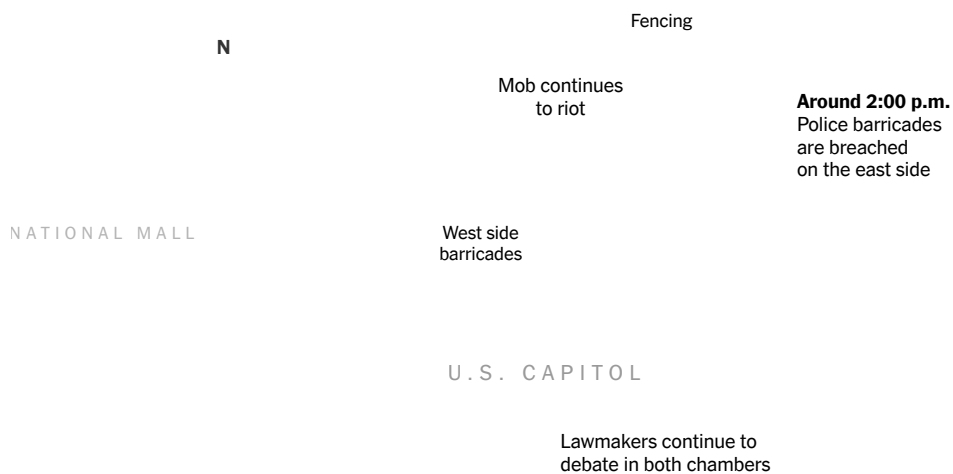 Fencing
N
Mob continues
to riot
Around 2:00 p.m.
Police barricades
are breached
on the east side
NATIONAL MALL
West side
barricades
U.S. CAPITOL
Lawmakers continue to
debate in both chambers